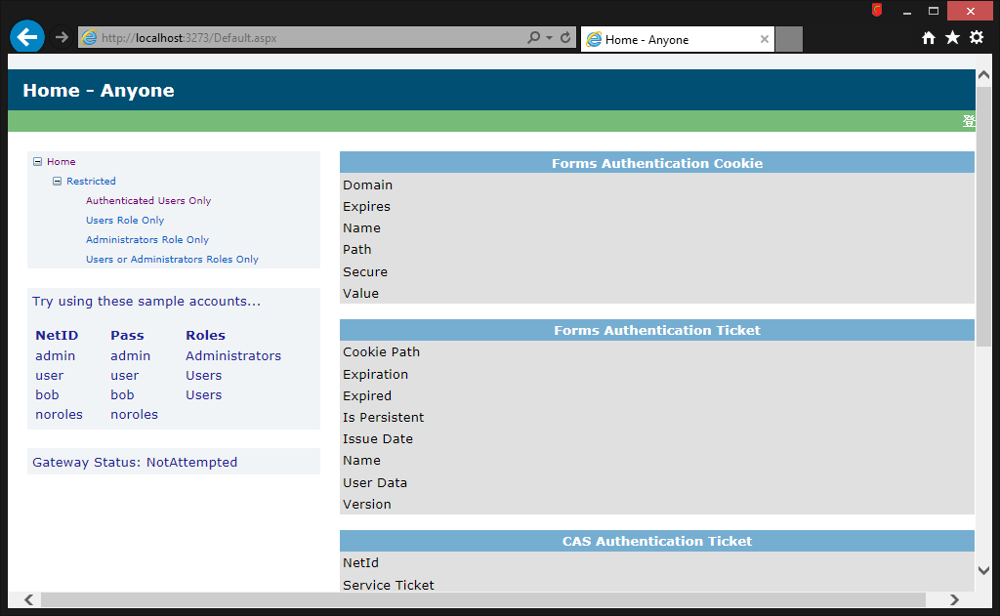 http://localhost:3273/Default.aspx
Home - Anyone
Home - Anyone
登
Home
Restricted
Authenticated Users Only
Users Role Only
Administrators Role Only
Users or Administrators Roles Only
Try using these sample accounts...
NetID Pass Roles
admin admin Administrators
user user Users
bob bob Users
noroles noroles
Gateway Status: NotAttempted
Forms Authentication Cookie
Domain
Expires
Name
Path
Secure
Value
Forms Authentication Ticket
Cookie Path
Expiration
Expired
Is Persistent
Issue Date
Name
User Data
Version
CAS Authentication Ticket
NetId
Service Ticket